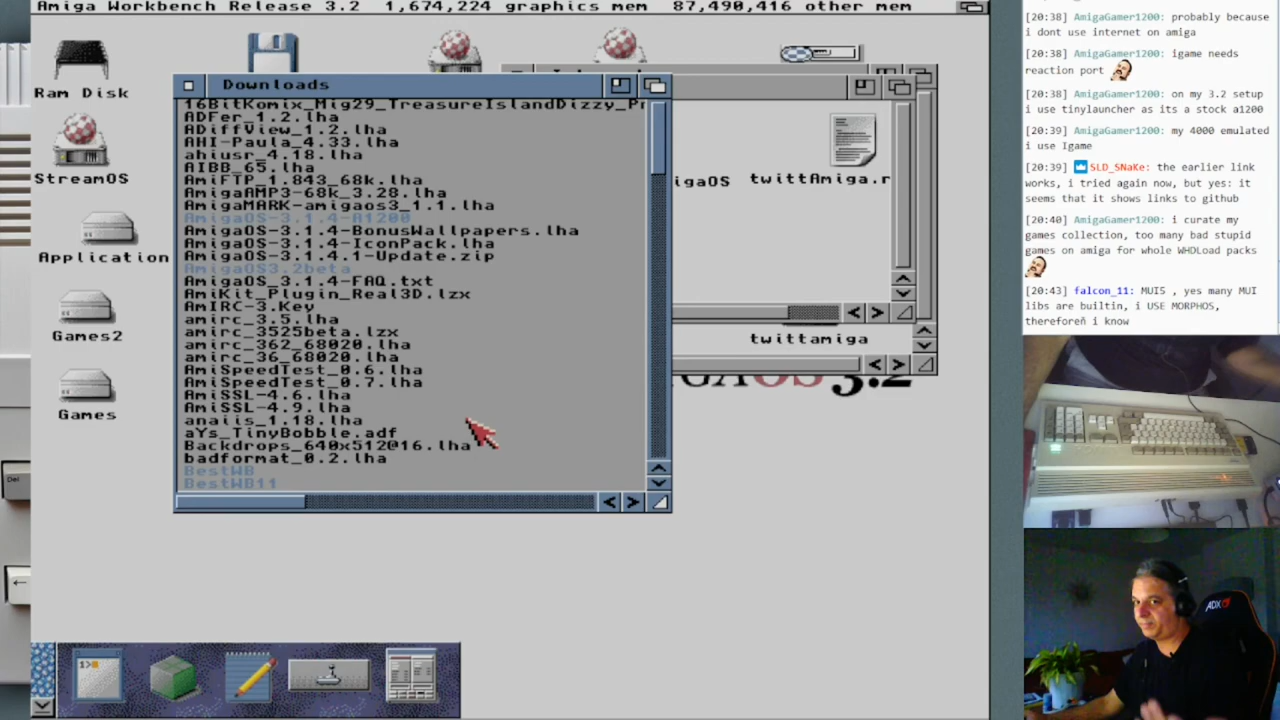 Amiga Workbench Release 3.2 1,674,224 graphics mem 87,490,416 other mem
Ram Disk
StreamOS
Application
Games2
Games
Downloads
16BitKomix_Mig29_TreasureIslandDizzy_Pr
ADFer_1.2.lha
ADiffView_1.2.lha
AHI-Paula_4.33.lha
ahiusr_4.18.lha
AIBB_65.lha
AmiFTP_1.843_68k.lha
AmigaAMP3-68k_3.28.lha
AmigaMARK-amigaos3_1.1.lha
AmigaOS-3.1.4-A1200
AmigaOS-3.1.4-BonusWallpapers.lha
AmigaOS-3.1.4-IconPack.lha
AmigaOS-3.1.4.1-Update.zip
AmigaOS3.2beta
AmigaOS_3.1.4-FAQ.txt
AmiKit_Plugin_Real3D.lzx
AmIRC-3.Key
amirc_3.5.lha
amirc_3525beta.lzx
amirc_362_68020.lha
amirc_36_68020.lha
AmiSpeedTest_0.6.lha
AmiSpeedTest_0.7.lha
AmiSSL-4.6.lha
AmiSSL-4.9.lha
anaiis_1.18.lha
aYs_TinyBobble.adf
Backdrops_640x512@16.lha
badformat_0.2.lha
BestWB
BestWB11
igaOS
twittAmiga.r
twittamiga
IGAOS 3.2
1>
Del
[20:38] AmigaGamer1200: probably because
i dont use internet on amiga
[20:38] AmigaGamer1200: igame needs
reaction port
[20:38] AmigaGamer1200: on my 3.2 setup
i use tinylauncher as its a stock a1200
[20:39] AmigaGamer1200: my 4000 emulated
i use Igame
[20:39] SLD_SNaKe: the earlier link
works, i tried again now, but yes: it
seems that it shows links to github
[20:40] AmigaGamer1200: i curate my
games collection, too many bad stupid
games on amiga for whole WHDLoad packs
[20:43] falcon_11: MUI5 , yes many MUI
libs are builtin, i USE MORPHOS,
thereforeñ i know
ADX